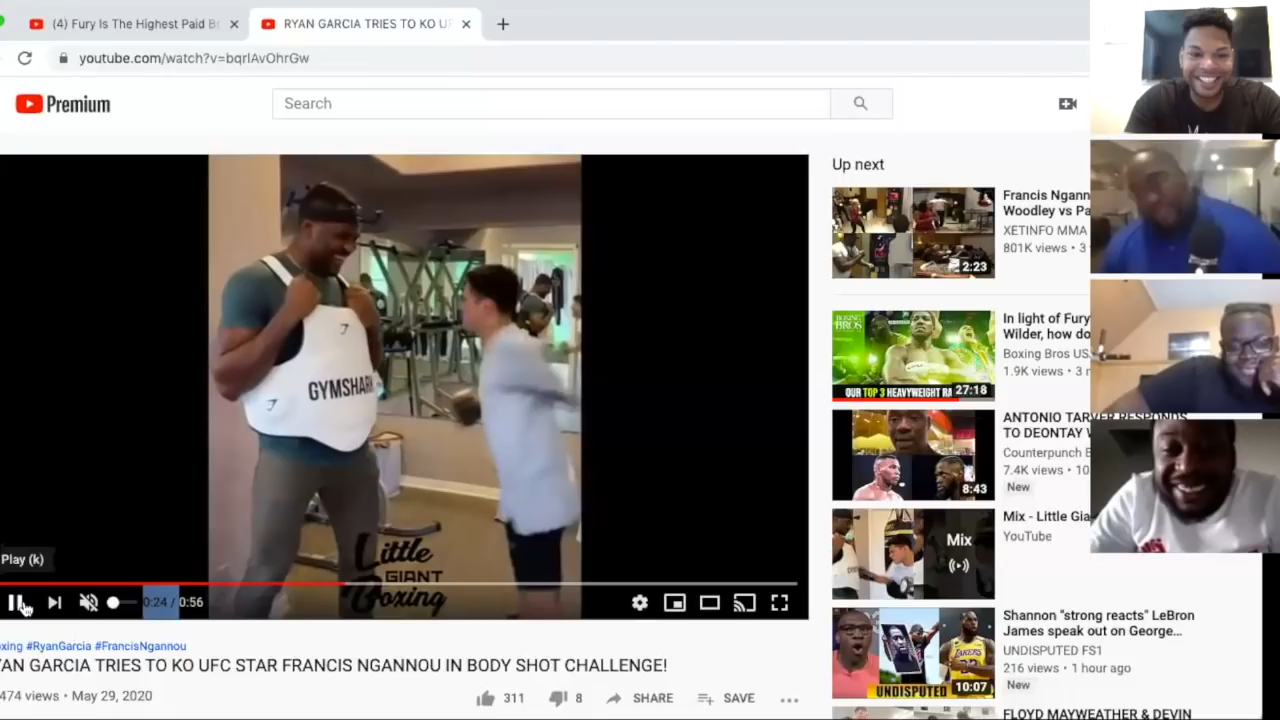 (4) Fury Is The Highest Paid Bo
RYAN GARCIA TRIES TO KO UF
youtube.com/watch?v=bqrlAvOhrGw
Premium
Search
GYMSHARK
Little
GIANT
Boxing
Play (k)
0:24 / 0:56
xing #RyanGarcia #FrancisNgannou
YAN GARCIA TRIES TO KO UFC STAR FRANCIS NGANNOU IN BODY SHOT CHALLENGE!
474 views • May 29, 2020
311
8
SHARE
SAVE
Up next
2:23
Francis Ngann
Woodley vs Pa
XETINFO MMA
801K views • 3
BOXING
BROS
OUR TOP 3 HEAVYWEIGHT RA
27:18
In light of Fury
Wilder, how do
Boxing Bros US
1.9K views • 3 m
8:43
ANTONIO TARVER RESPONDS
TO DEONTAY W
Counterpunch B
7.4K views • 10
New
Mix
Mix - Little Gia
YouTube
UNDISPUTED
10:07
Shannon "strong reacts" LeBron
James speak out on George...
UNDISPUTED FS1
216 views • 1 hour ago
New
FLOYD MAYWEATHER & DEVIN